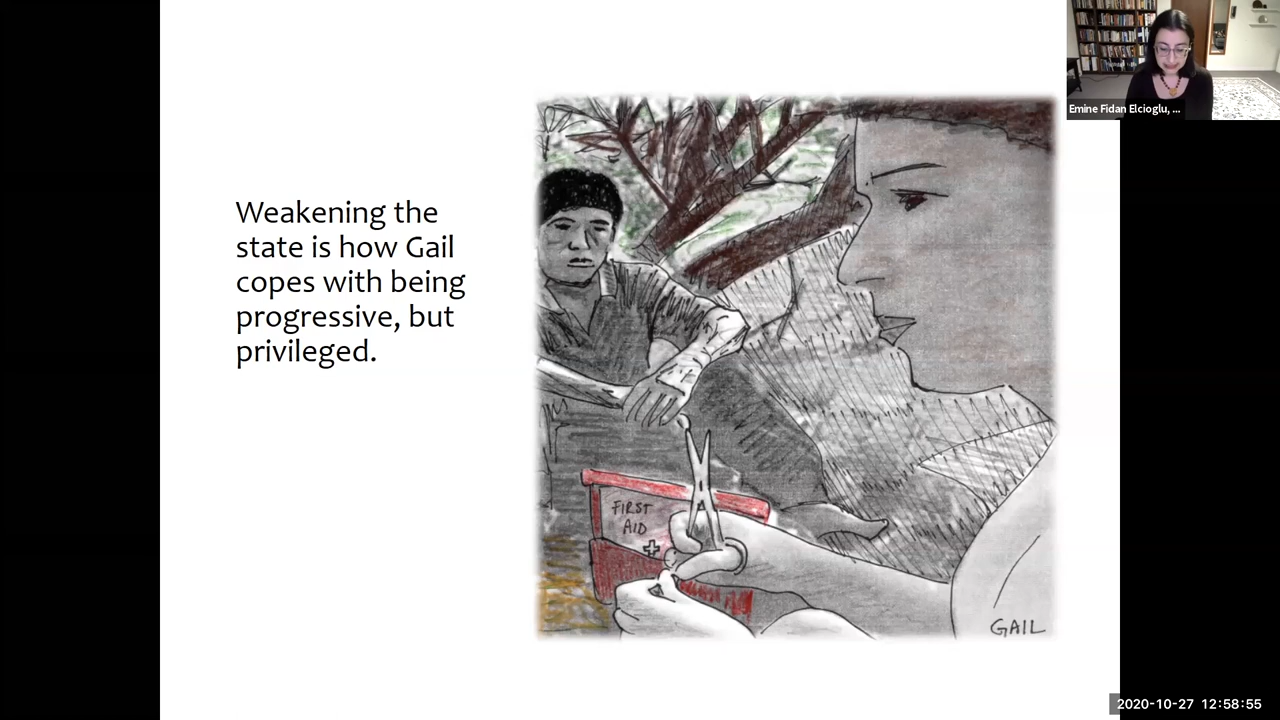 Emine Fidan Elcioglu, ...
Weakening the
state is how Gail
copes with being
progressive, but
privileged.
FIRST
AID
GAIL
2020-10-27 12:58:55